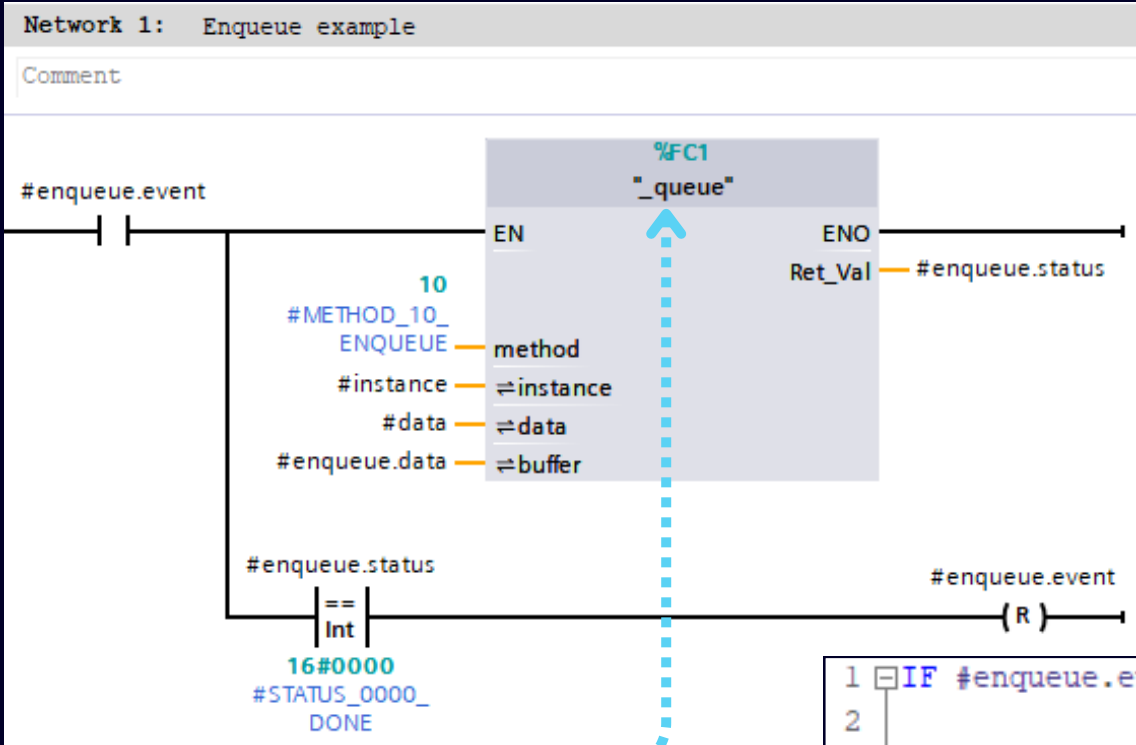 Network 1: Enqueue example
Comment
%FC1
"_queue"
#enqueue.event
EN
ENO
Ret_Val
#enqueue.status
10
#METHOD_10_
ENQUEUE
method
#instance
⇌instance
#data
⇌data
#enqueue.data
⇌buffer
#enqueue.status
==
Int
16#0000
#STATUS_0000_
DONE
#enqueue.event
R
1 IF #enqueue.e
2